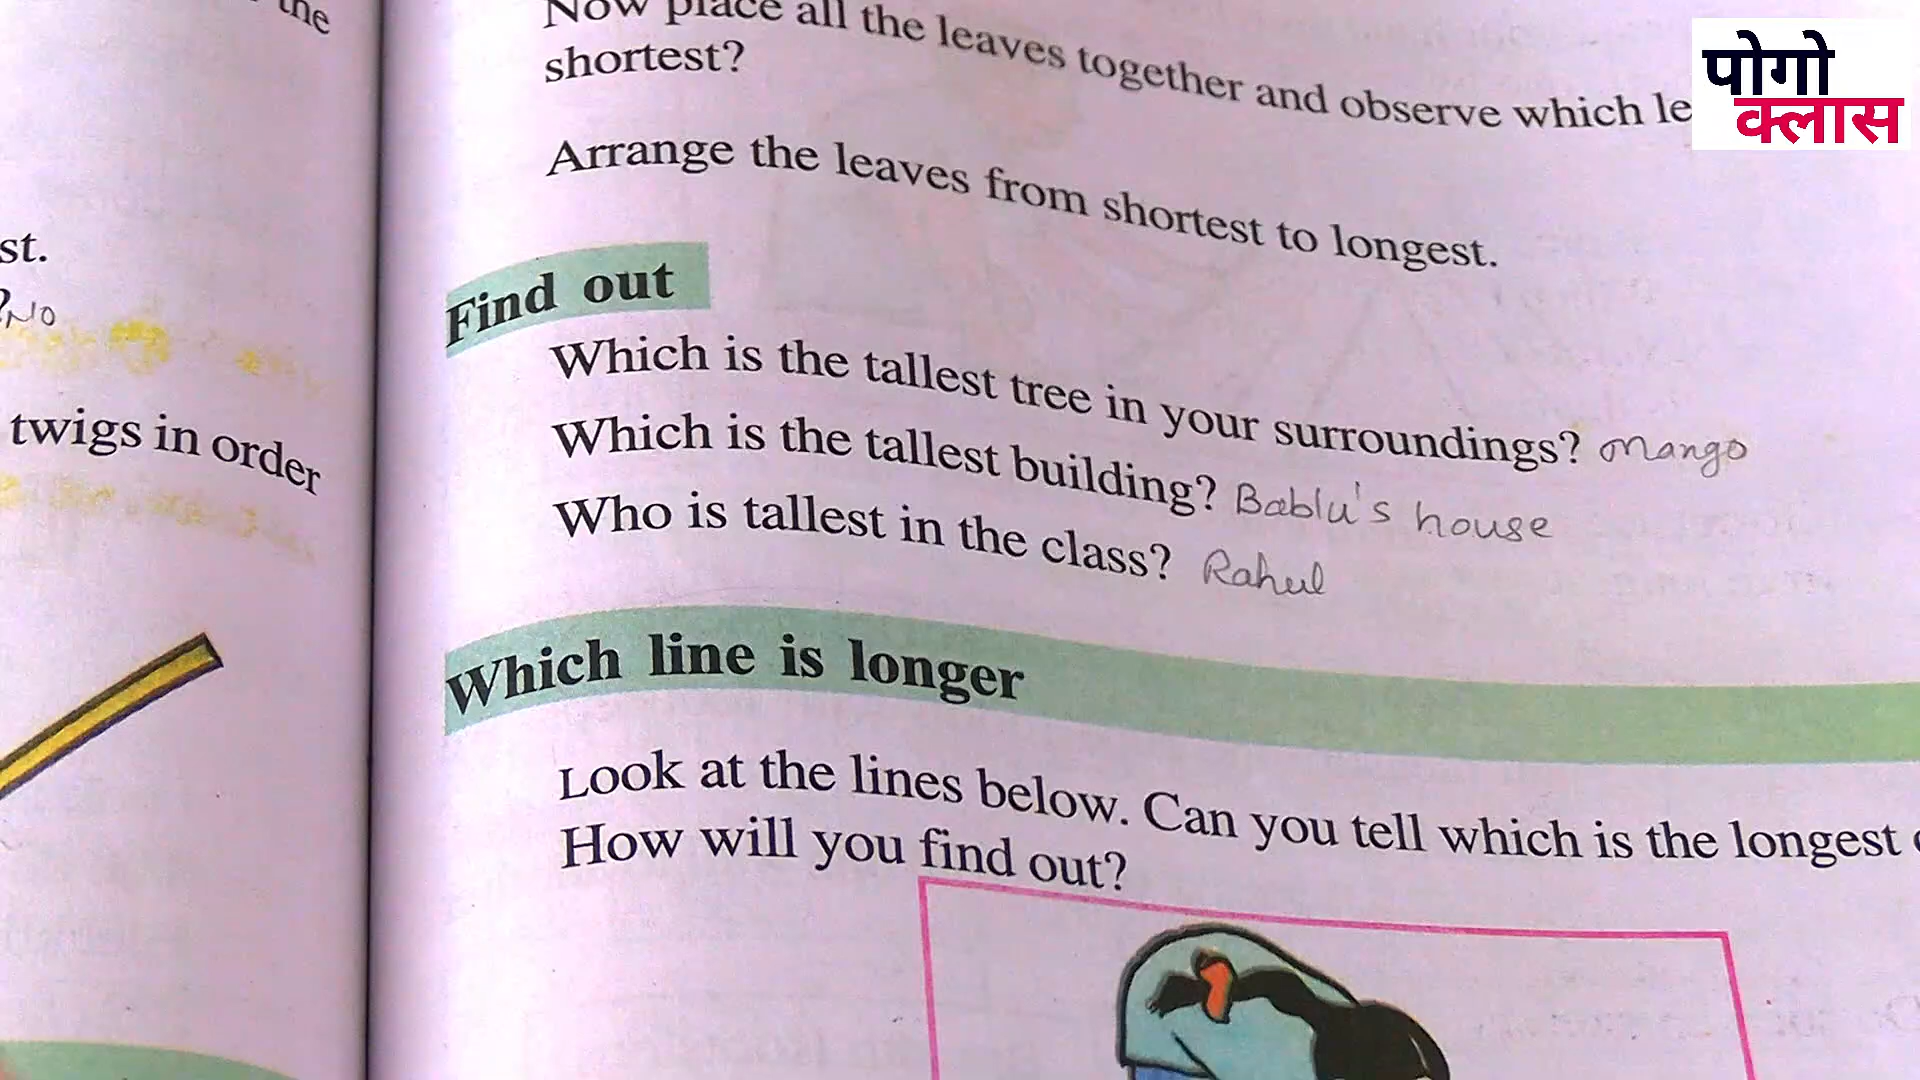 the
st.
?No
twigs in order
Now place all the leaves together and observe which le
shortest?
Arrange the leaves from shortest to longest.
Find out
Which is the tallest tree in your surroundings? Mango
Which is the tallest building? Bablu's house
Who is tallest in the class? Rahul
Which line is longer
Look at the lines below. Can you tell which is the longest
How will you find out?
पोगो
क्लास